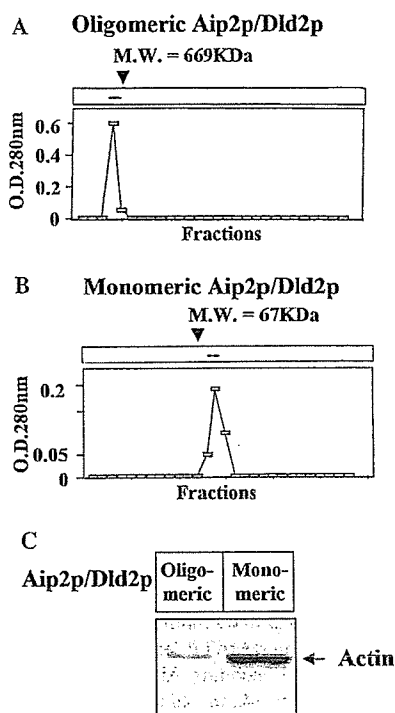 A Oligomeric Aip2p/Dld2p
M.W. = 669KDa
0.6
0.4
0.2
0
O.D.280nm
Fractions
B Monomeric Aip2p/Dld2p
M.W. = 67KDa
0.2
0.05
0
O.D.280nm
Fractions
C
Aip2p/Dld2p
Oligo-
meric
Mono-
meric
Actin